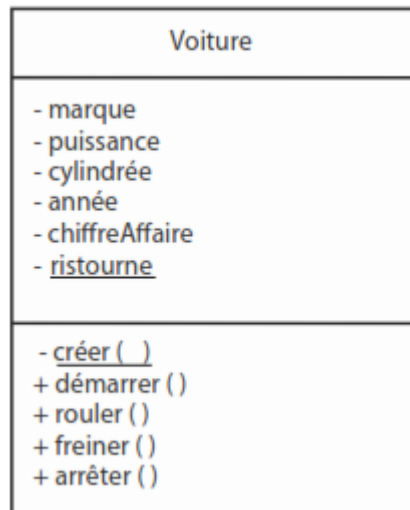 Voiture
- marque
- puissance
- cylindrée
- année
- chiffreAffaire
- ristourne
- créer ( )
+ démarrer ( )
+ rouler ( )
+ freiner ( )
+ arrêter ( )